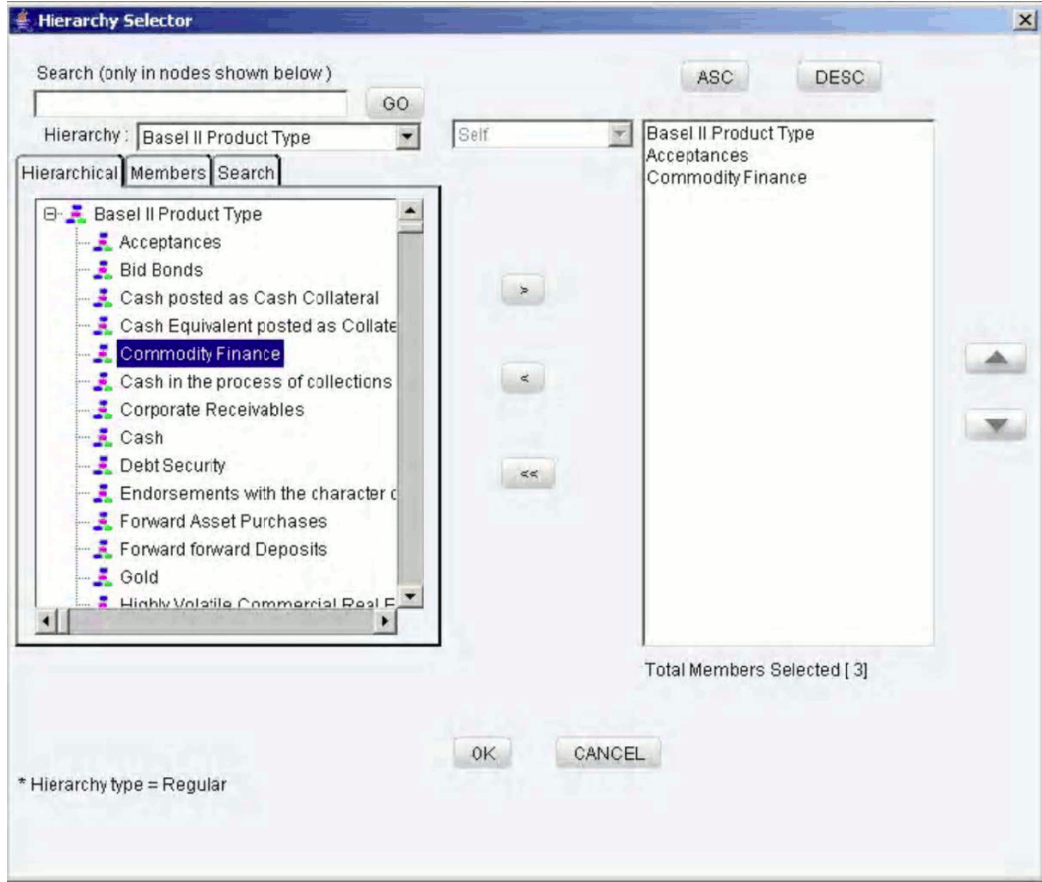 Hierarchy Selector
Search (only in nodes shown below)
ASC DESC
GO
Hierarchy : Basel II Product Type
Self
Hierarchical Members Search
Basel II Product Type
Acceptances
Bid Bonds
Cash posted as Cash Collateral
Cash Equivalent posted as Collate
Commodity Finance
Cash in the process of collections
Corporate Receivables
Cash
Debt Security
Endorsements with the character
Forward Asset Purchases
Forward forward Deposits
Gold
Highly Volatile Commercial Real
>
<
<<
Basel II Product Type
Acceptances
Commodity Finance
Total Members Selected [ 3]
OK CANCEL
* Hierarchy type = Regular